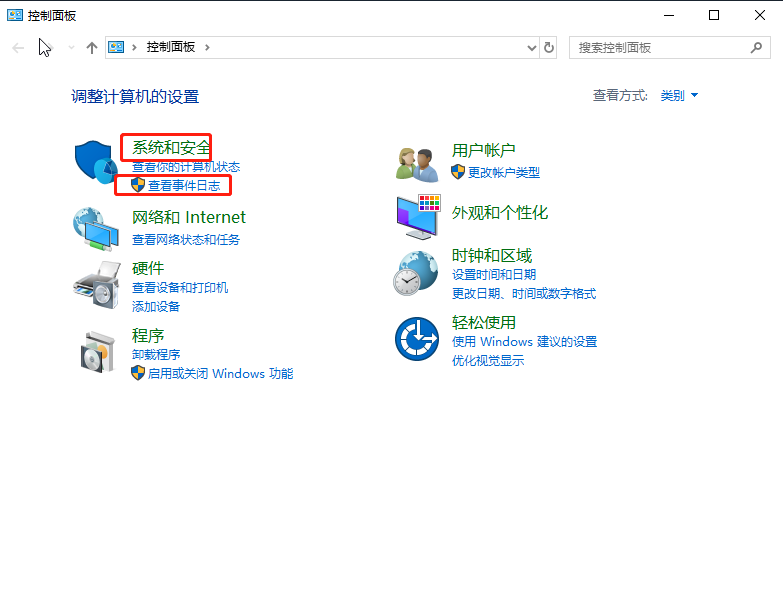 控制面板
控制面板
搜索控制面板
调整计算机的设置
查看方式: 类别
系统和安全
查看你的计算机状态
查看事件日志
网络和 Internet
查看网络状态和任务
硬件
查看设备和打印机
添加设备
程序
卸载程序
启用或关闭 Windows 功能
用户帐户
更改帐户类型
外观和个性化
时钟和区域
设置时间和日期
更改日期、时间或数字格式
轻松使用
使用 Windows 建议的设置
优化视觉显示